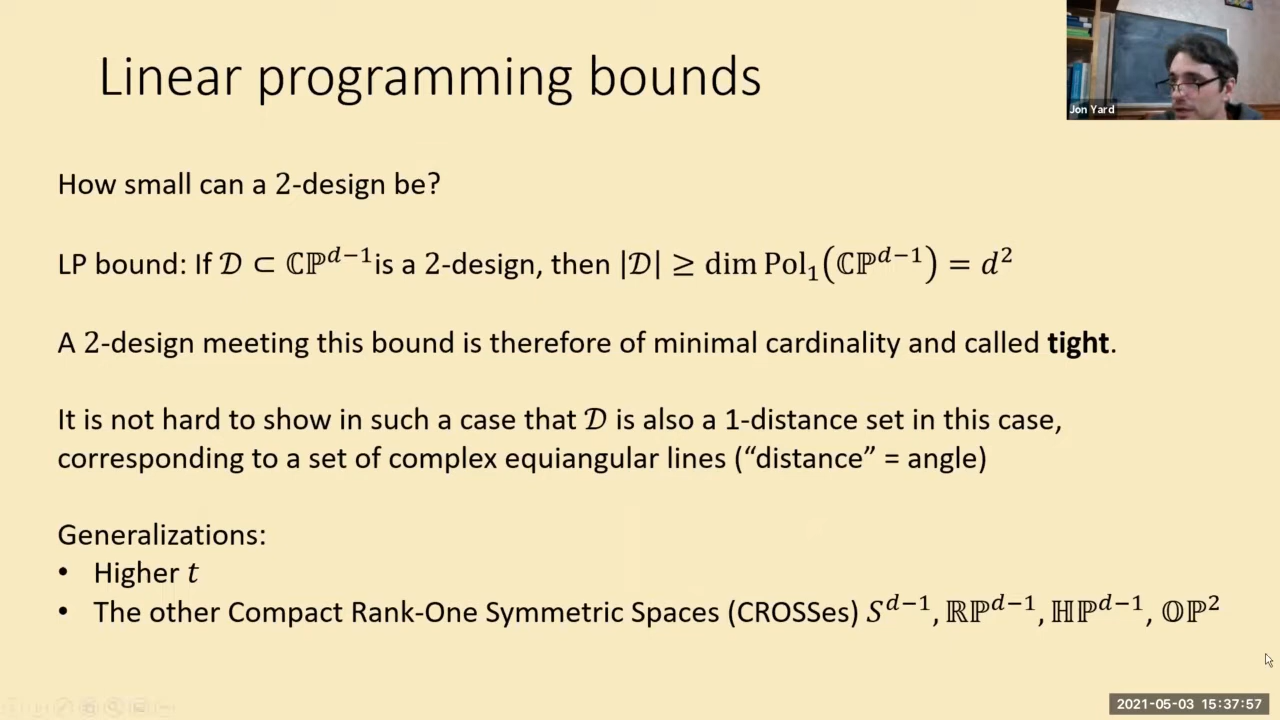 Linear programming bounds
Jon Yard
How small can a 2-design be?
LP bound: If 𝒟 ⊂ ℂℙ^{d−1} is a 2-design, then |𝒟| ≥ dim Pol₁(ℂℙ^{d−1}) = d²
A 2-design meeting this bound is therefore of minimal cardinality and called tight.
It is not hard to show in such a case that 𝒟 is also a 1-distance set in this case,
corresponding to a set of complex equiangular lines (“distance” = angle)
Generalizations:
• Higher t
• The other Compact Rank-One Symmetric Spaces (CROSSes) S^{d−1}, ℝℙ^{d−1}, ℍℙ^{d−1}, 𝕆ℙ²
2021-05-03 15:37:57